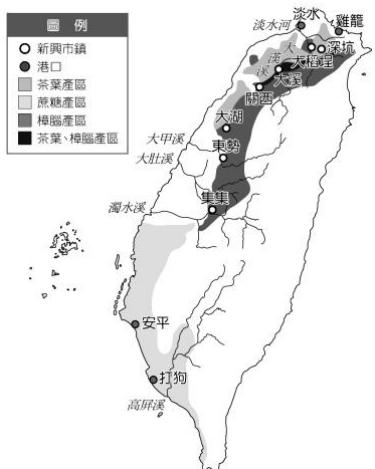 圖例
新興市鎮
港口
茶葉產區
蔗糖產區
樟腦產區
茶葉、樟腦產區
淡水
雞籠
淡水河
大
深坑
大稻埕
溪
大溪
溪
關西
大湖
大甲溪
東勢
大肚溪
集集
濁水溪
安平
打狗
高屏溪